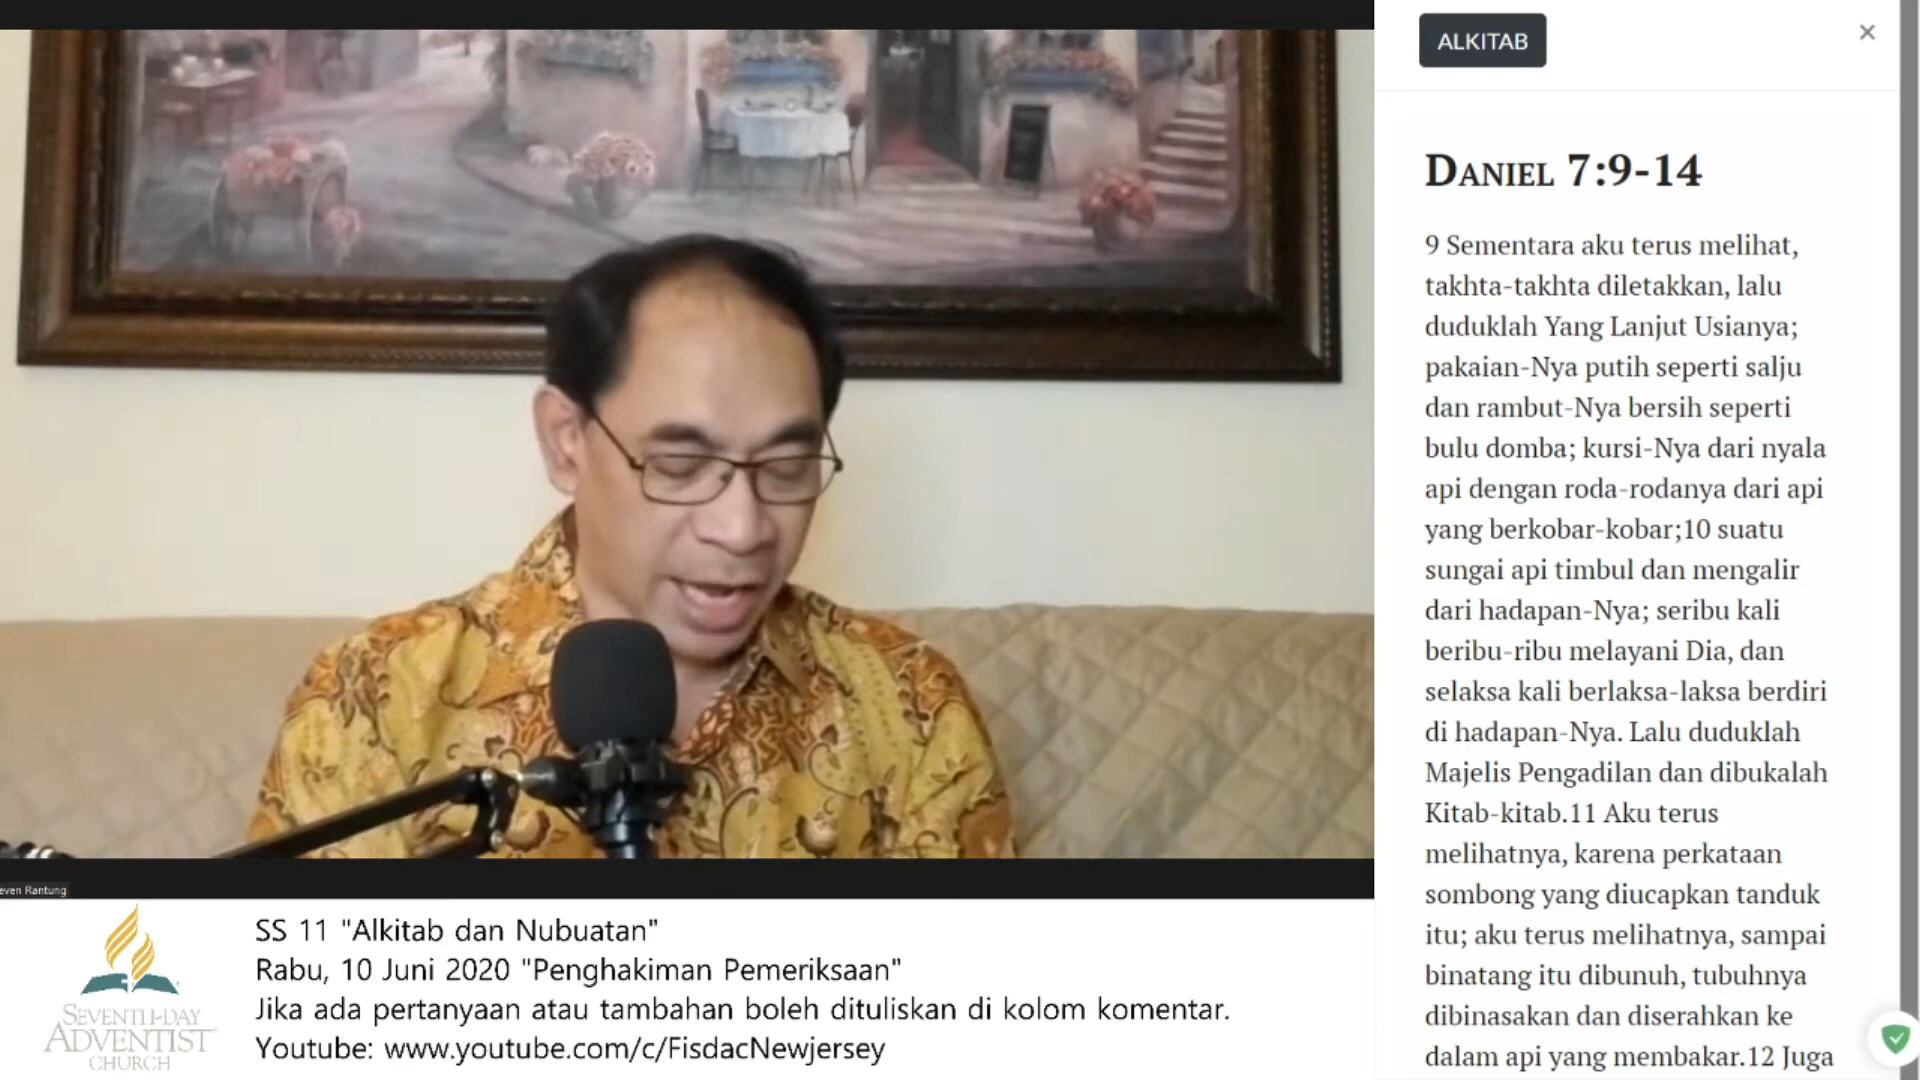 ALKITAB
×
DANIEL 7:9-14
9 Sementara aku terus melihat,
takhta-takhta diletakkan, lalu
duduklah Yang Lanjut Usianya;
pakaian-Nya putih seperti salju
dan rambut-Nya bersih seperti
bulu domba; kursi-Nya dari nyala
api dengan roda-rodanya dari api
yang berkobar-kobar;10 suatu
sungai api timbul dan mengalir
dari hadapan-Nya; seribu kali
beribu-ribu melayani Dia, dan
selaksa kali berlaksa-laksa berdiri
di hadapan-Nya. Lalu duduklah
Majelis Pengadilan dan dibukalah
Kitab-kitab.11 Aku terus
melihatnya, karena perkataan
sombong yang diucapkan tanduk
itu; aku terus melihatnya, sampai
binatang itu dibunuh, tubuhnya
dibinasakan dan diserahkan ke
dalam api yang membakar.12 Juga
even Rantung
SS 11 "Alkitab dan Nubuatan"
Rabu, 10 Juni 2020 "Penghakiman Pemeriksaan"
Jika ada pertanyaan atau tambahan boleh dituliskan di kolom komentar.
Youtube: www.youtube.com/c/FisdacNewjersey
SEVENTH-DAY
ADVENTIST
CHURCH